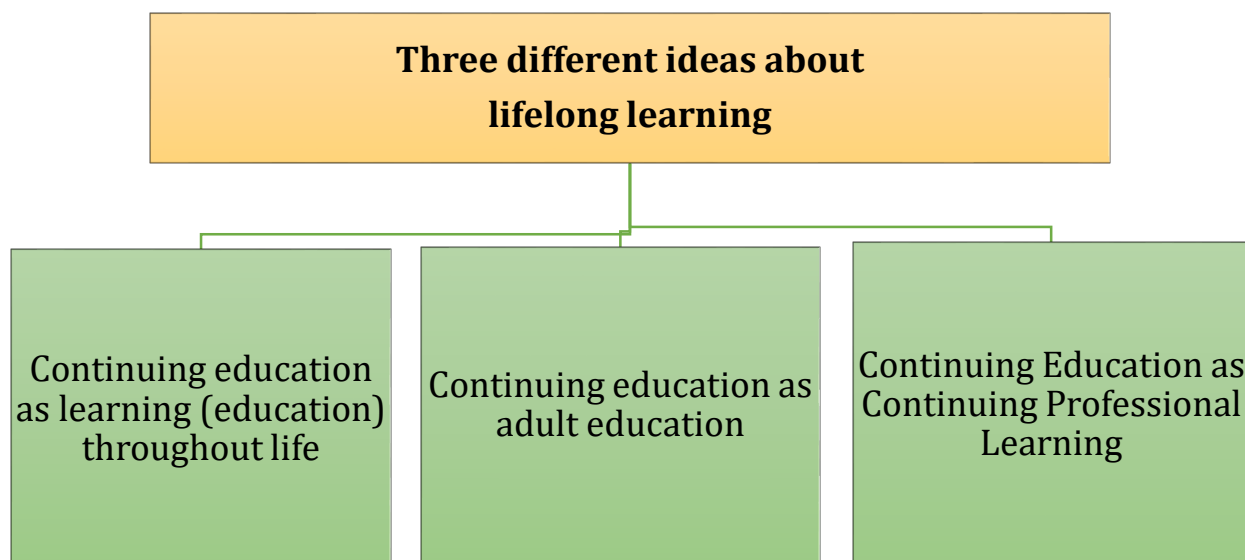 Three different ideas about
lifelong learning
Continuing education
as learning (education)
throughout life
Continuing education as
adult education
Continuing Education as
Continuing Professional
Learning